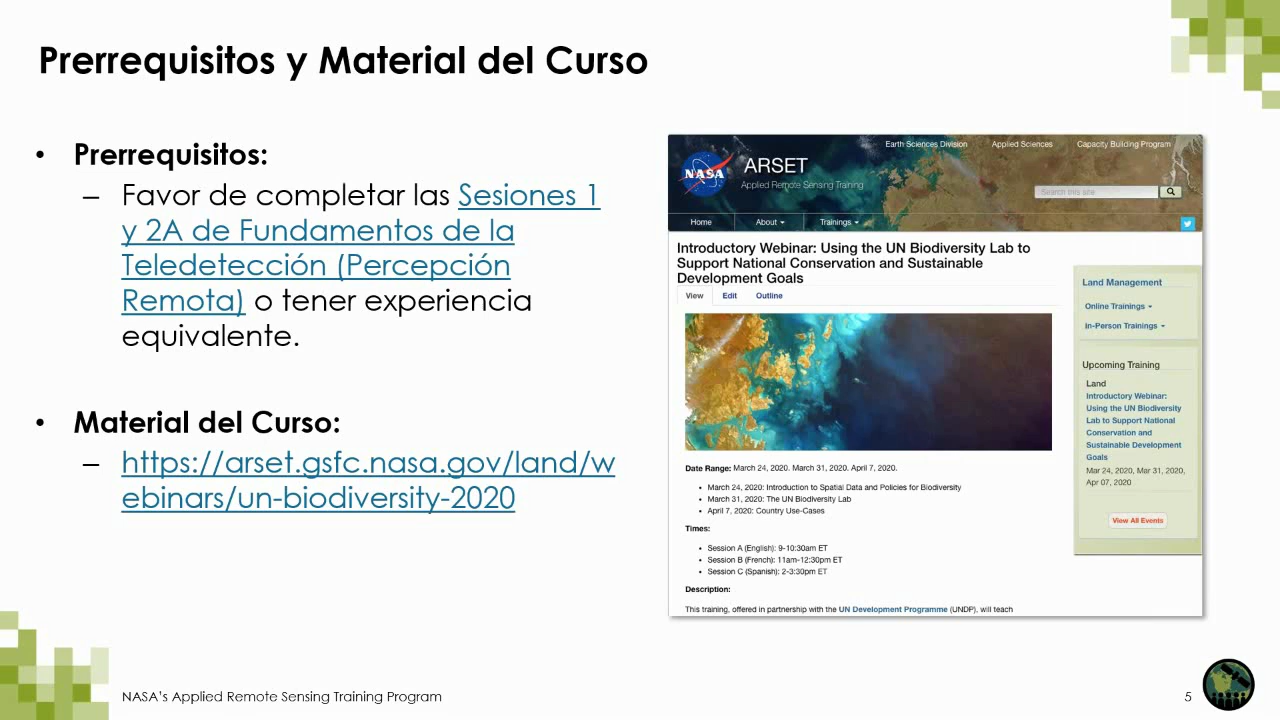 Prerrequisitos y Material del Curso
• Prerrequisitos:
– Favor de completar las Sesiones 1
y 2A de Fundamentos de la
Teledetección (Percepción
Remota) o tener experiencia
equivalente.
• Material del Curso:
– https://arset.gsfc.nasa.gov/land/w
ebinars/un-biodiversity-2020
Earth Sciences Division Applied Sciences Capacity Building Program
NASA
ARSET
Applied Remote Sensing Training
Search this site
Home About Trainings
Introductory Webinar: Using the UN Biodiversity Lab to
Support National Conservation and Sustainable
Development Goals
View Edit Outline
Date Range: March 24, 2020. March 31, 2020. April 7, 2020.
• March 24, 2020: Introduction to Spatial Data and Policies for Biodiversity
• March 31, 2020: The UN Biodiversity Lab
• April 7, 2020: Country Use-Cases
Times:
• Session A (English): 9-10:30am ET
• Session B (French): 11am-12:30pm ET
• Session C (Spanish): 2-3:30pm ET
Description:
This training, offered in partnership with the UN Development Programme (UNDP), will teach
Land Management
Online Trainings
In-Person Trainings
Upcoming Training
Land
Introductory Webinar:
Using the UN Biodiversity
Lab to Support National
Conservation and
Sustainable Development
Goals
Mar 24, 2020, Mar 31, 2020,
Apr 07, 2020
View All Events
NASA's Applied Remote Sensing Training Program
5